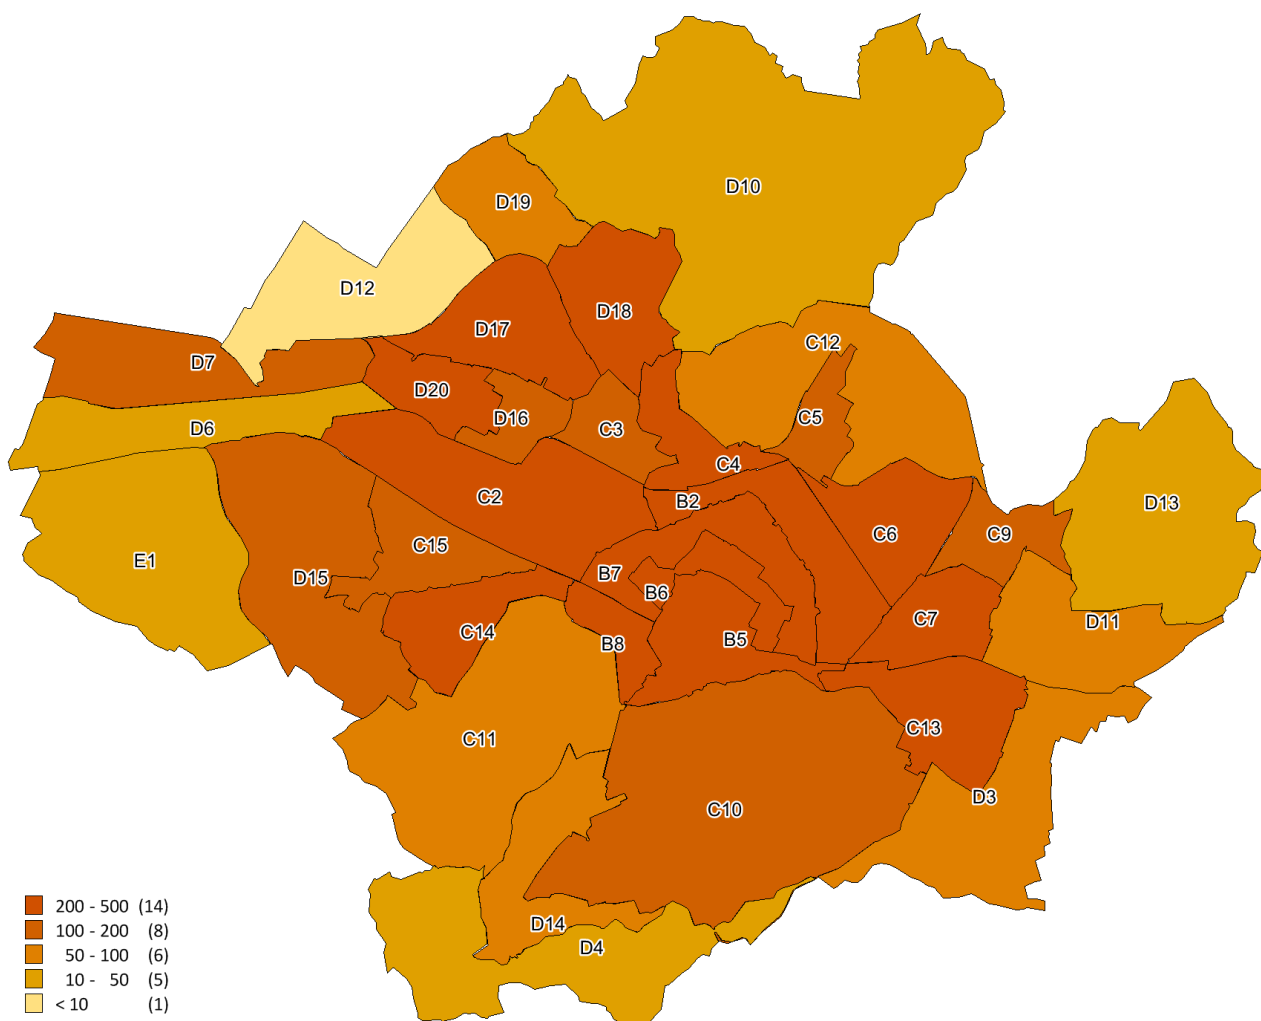 D10
D19
D12
D18
D17
C12
D7
D20
C5
D16
D6
C3
C4
C2
B2
D13
C6
C9
C15
E1
B7
D15
B6
C7
D11
C14
B5
B8
C13
C11
D3
C10
D14
D4
200 - 500 (14)
100 - 200 (8)
50 - 100 (6)
10 - 50 (5)
< 10 (1)